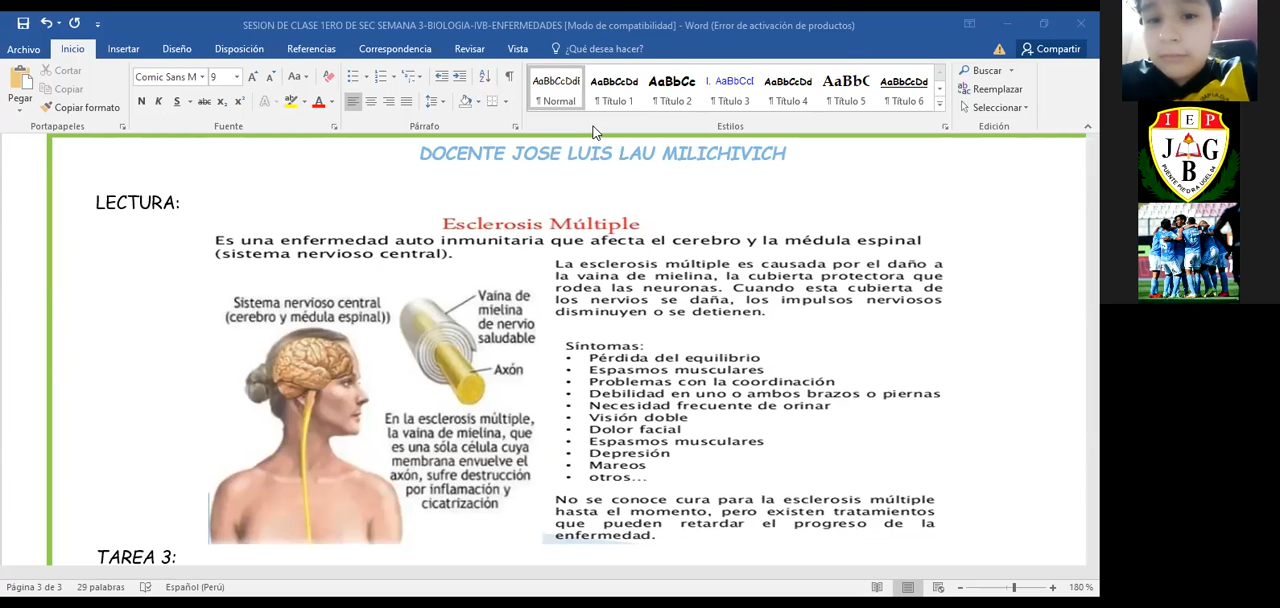 SESION DE CLASE 1ERO DE SEC SEMANA 3-BIOLOGIA-IVB-ENFERMEDADES [Modo de compatibilidad] - Word (Error de activación de productos)
Archivo Inicio Insertar Diseño Disposición Referencias Correspondencia Revisar Vista ¿Qué desea hacer? Compartir
Pegar
Cortar
Copiar
Copiar formato
Portapapeles
Comic Sans M 9
N K S abc x₂ x²
Fuente
Párrafo
AaBbCcDdI AaBbCcDd AaBbCc I. AaBbCcI AaBbCcDd AaBbC AaBbCcDd
¶ Normal ¶ Título 1 ¶ Título 2 ¶ Título 3 ¶ Título 4 ¶ Título 5 ¶ Título 6
Estilos
Buscar
Reemplazar
Seleccionar
Edición
DOCENTE JOSE LUIS LAU MILICHIVICH
LECTURA:
Esclerosis Múltiple
Es una enfermedad auto inmunitaria que afecta el cerebro y la médula espinal
(sistema nervioso central).
Sistema nervioso central
(cerebro y médula espinal))
Vaina de
mielina
de nervio
saludable
Axón
En la esclerosis múltiple,
la vaina de mielina, que
es una sóla célula cuya
membrana envuelve el
axón, sufre destrucción
por inflamación y
cicatrización
La esclerosis múltiple es causada por el daño a
la vaina de mielina, la cubierta protectora que
rodea las neuronas. Cuando esta cubierta de
los nervios se daña, los impulsos nerviosos
disminuyen o se detienen.
Síntomas:
• Pérdida del equilibrio
• Espasmos musculares
• Problemas con la coordinación
• Debilidad en uno o ambos brazos o piernas
• Necesidad frecuente de orinar
• Visión doble
• Dolor facial
• Espasmos musculares
• Depresión
• Mareos
• otros...
No se conoce cura para la esclerosis múltiple
hasta el momento, pero existen tratamientos
que pueden retardar el progreso de la
enfermedad.
TAREA 3:
Página 3 de 3 29 palabras Español (Perú) 180 %
I E P
J G
B
PUENTE PIEDRA UGEL 04